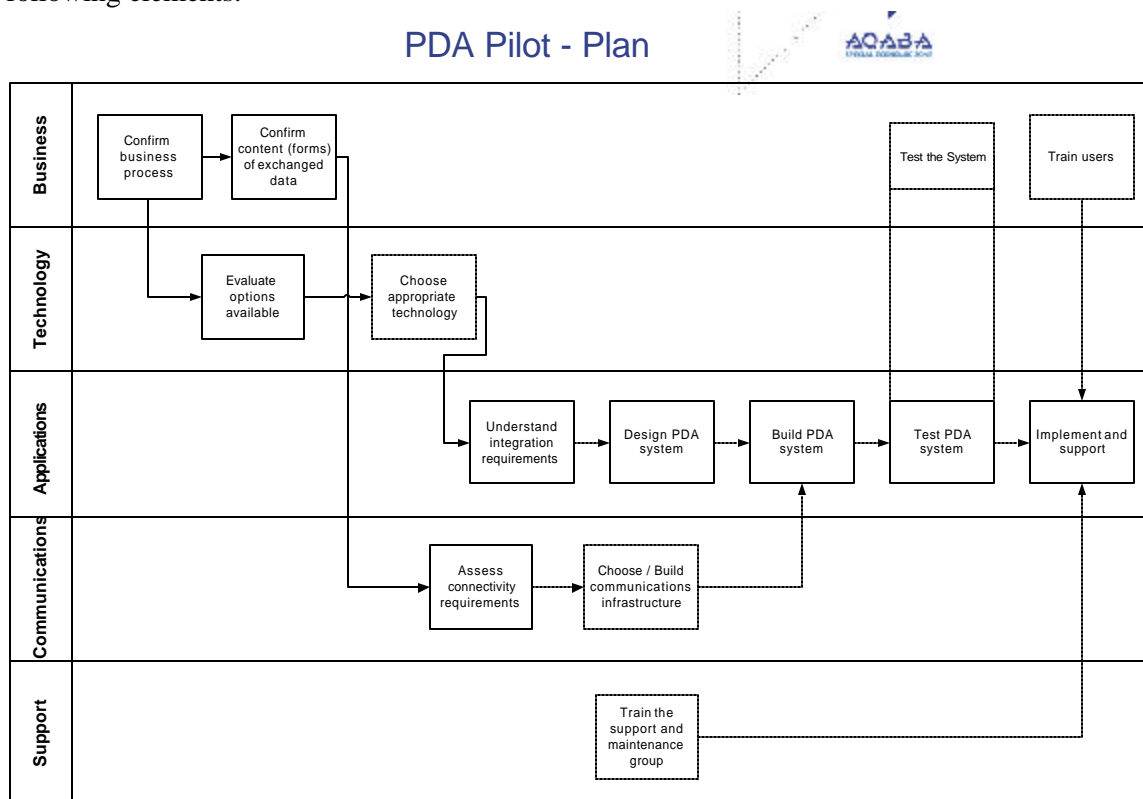 following elements:
PDA Pilot - Plan
AQABA
SPECIAL ECONOMIC ZONE
Business
Confirm
business
process
Confirm
content (forms)
of exchanged
data
Test the System
Train users
Technology
Evaluate
options
available
Choose
appropriate
technology
Applications
Understand
integration
requirements
Design PDA
system
Build PDA
system
Test PDA
system
Implement and
support
Communications
Assess
connectivity
requirements
Choose / Build
communications
infrastructure
Support
Train the
support and
maintenance
group